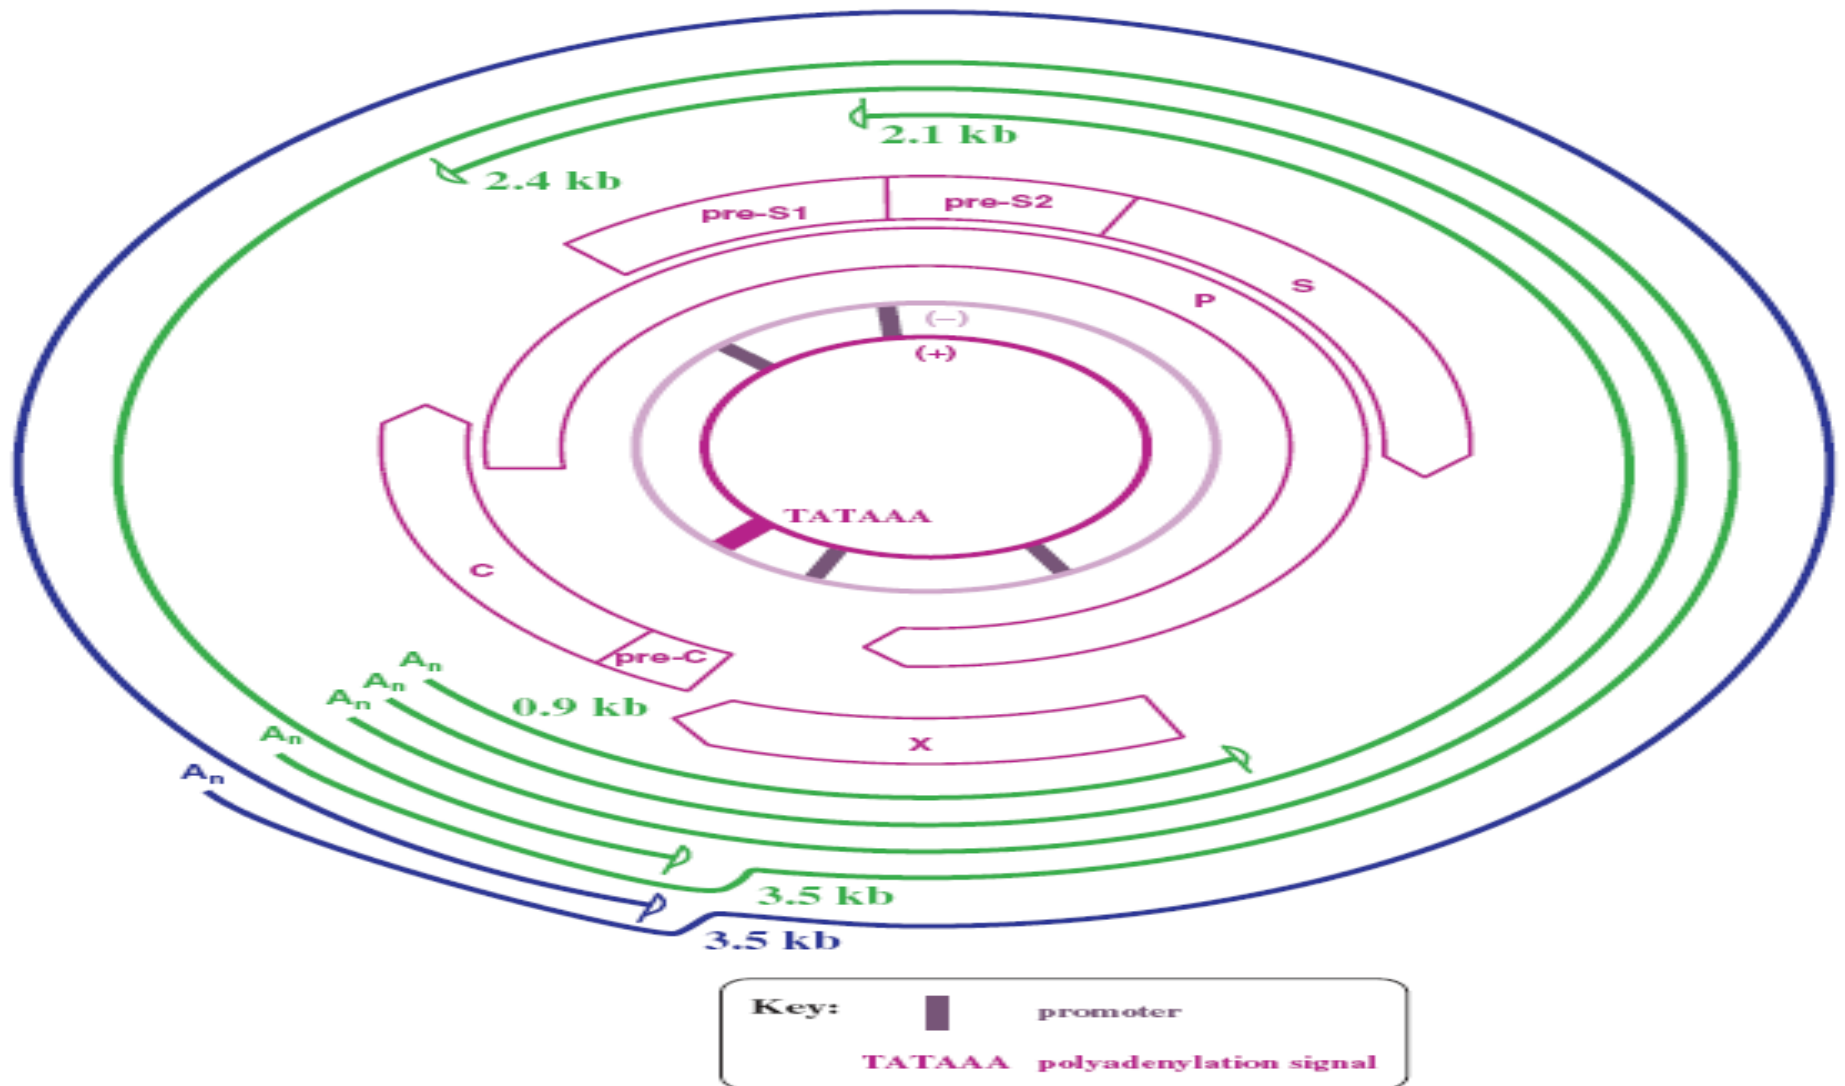 2.1 kb
2.4 kb
pre-S1
pre-S2
S
P
(−)
(+)
TATAAA
C
pre-C
An
An
An
An
An
0.9 kb
X
3.5 kb
3.5 kb
Key:
promoter
TATAAA polyadenylation signal